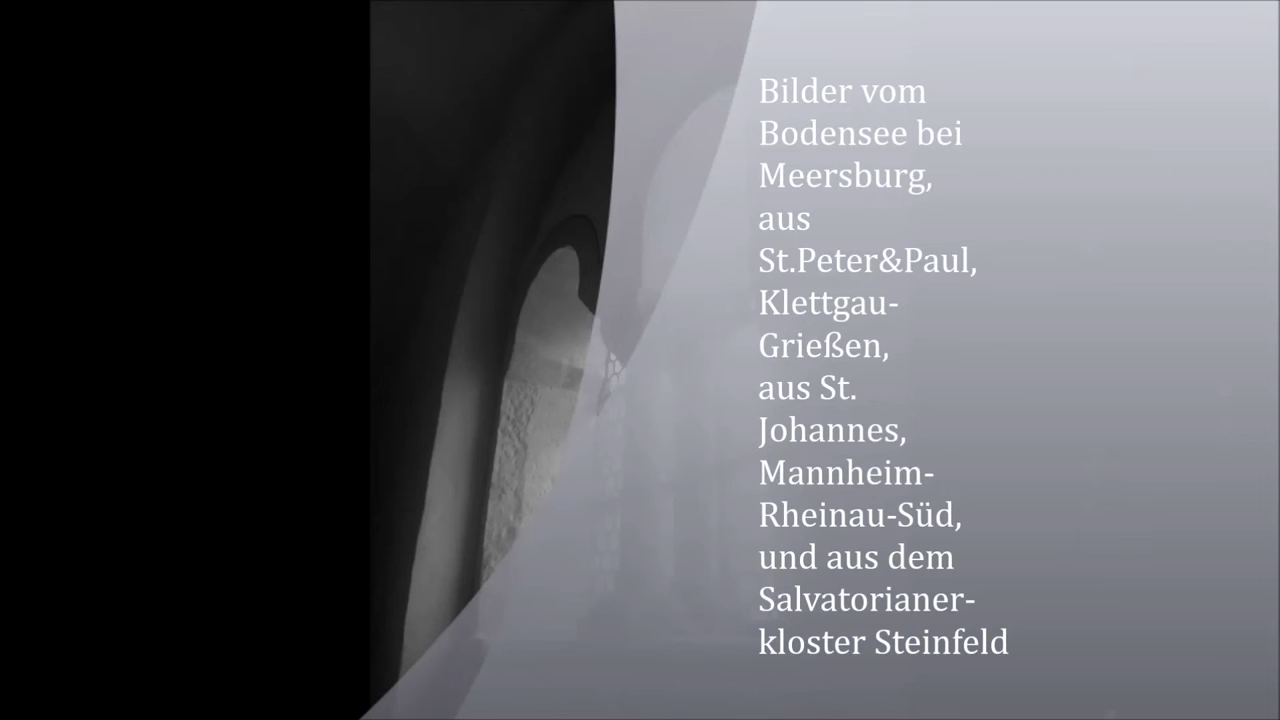 Bilder vom
Bodensee bei
Meersburg,
aus
St.Peter&Paul,
Klettgau-
Grießen,
aus St.
Johannes,
Mannheim-
Rheinau-Süd,
und aus dem
Salvatorianer-
kloster Steinfeld